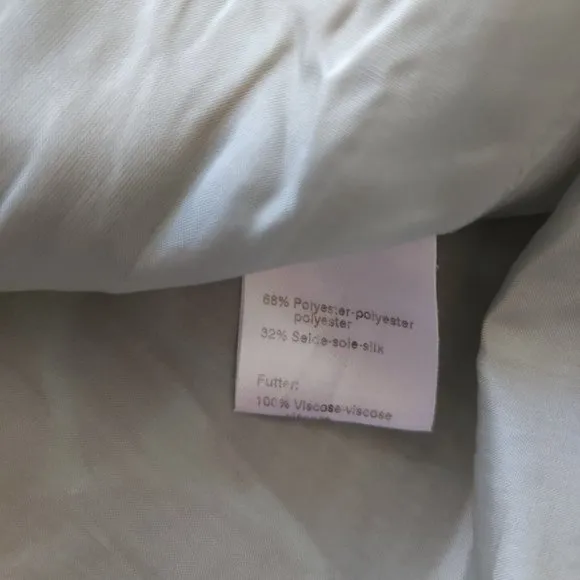 68% Polyester-polyester
polyester
32% Seide-soie-silk
Futter:
100% Viscose-viscose